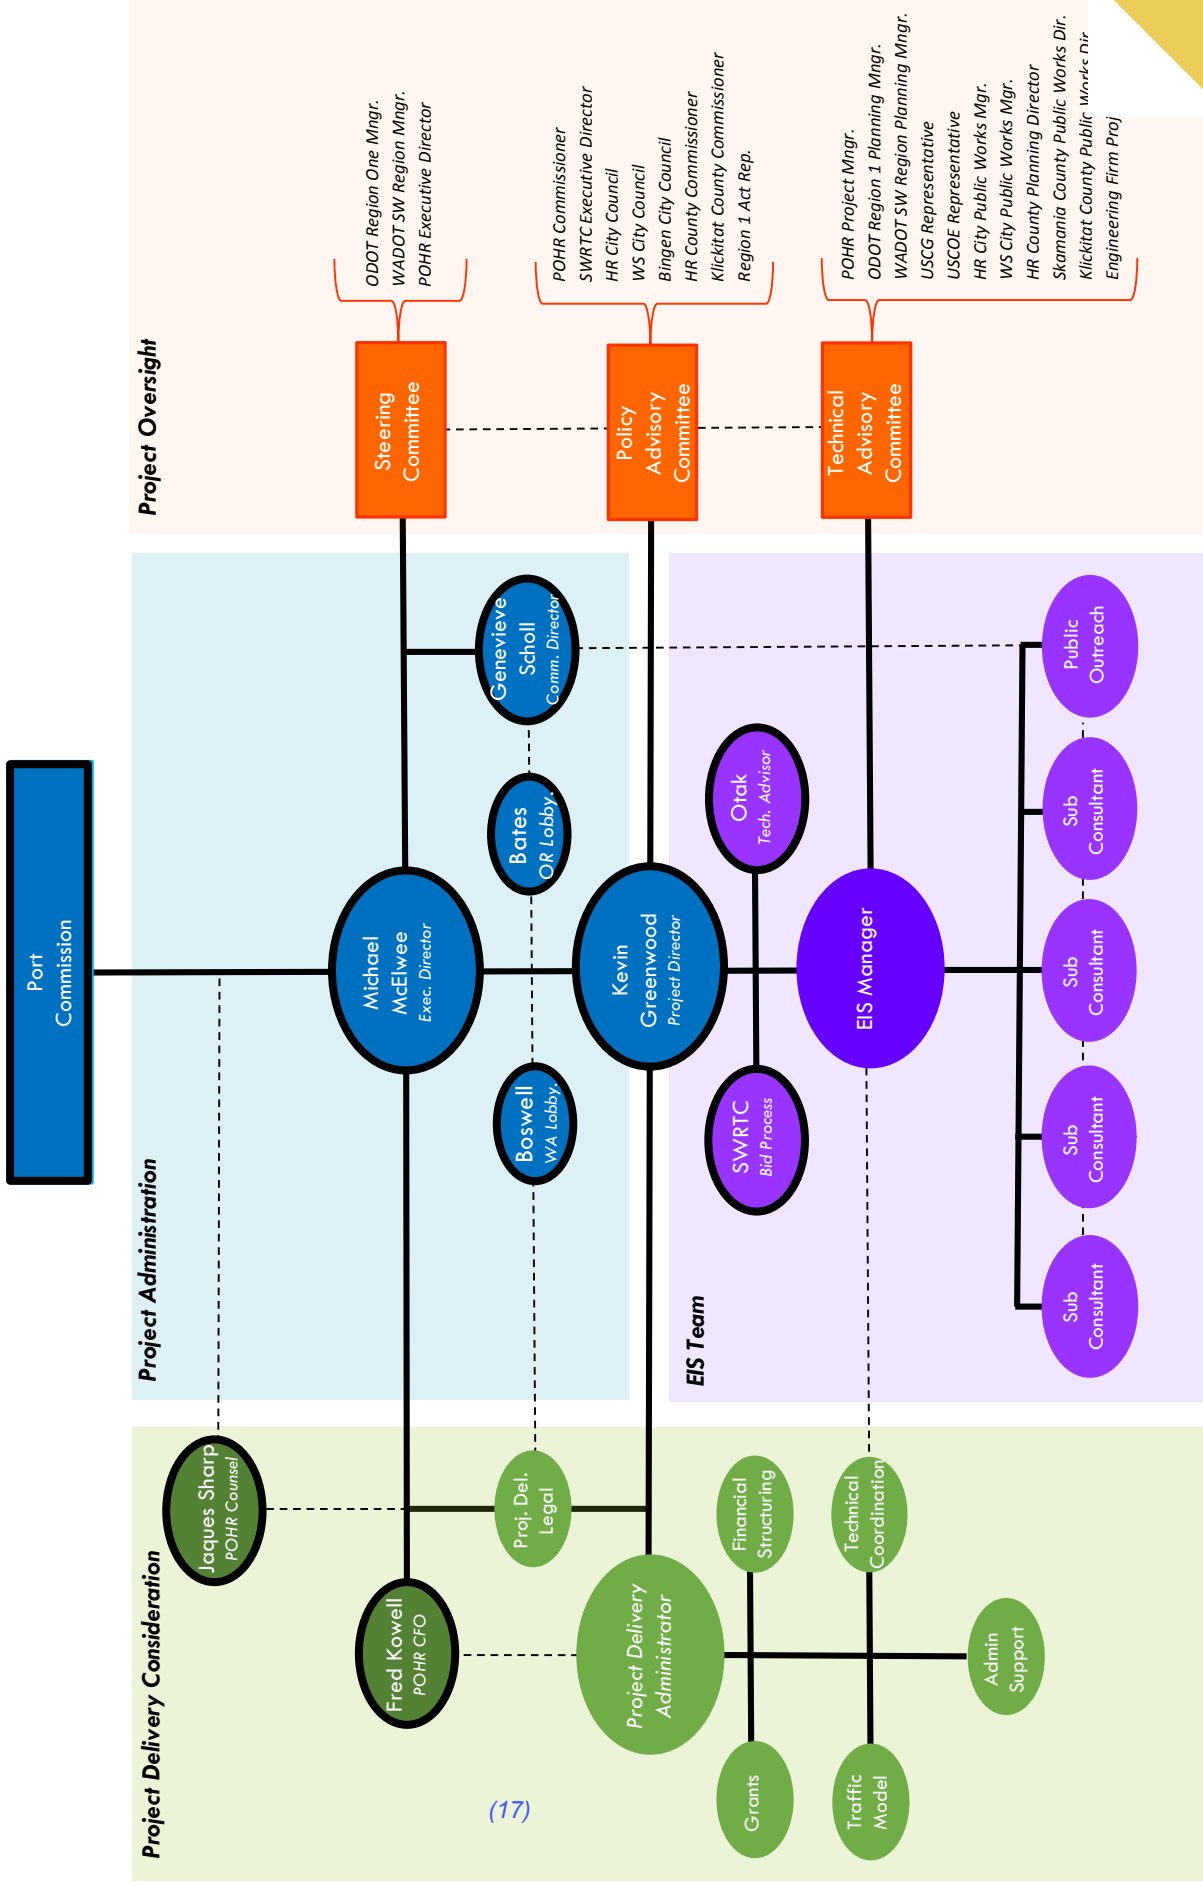 Port
Commission
Project Delivery Consideration
Project Administration
Project Oversight
Jaques Sharp
POHR Counsel
Michael
McElwee
Exec. Director
Fred Kowell
POHR CFO
Steering
Committee
ODOT Region One Mngr.
WADOT SW Region Mngr.
POHR Executive Director
Proj. Del.
Legal
Boswell
WA Lobby.
Bates
OR Lobby.
Genevieve
Scholl
Comm. Director
Project Delivery
Administrator
Kevin
Greenwood
Project Director
Policy
Advisory
Committee
POHR Commissioner
SWRTC Executive Director
HR City Council
WS City Council
Bingen City Council
HR County Commissioner
Klickitat County Commissioner
Region 1 Act Rep.
EIS Team
Grants
Financial
Structuring
SWRTC
Bid Process
Otak
Tech. Advisor
Traffic
Model
Technical
Coordination
EIS Manager
Technical
Advisory
Committee
POHR Project Mngr.
ODOT Region 1 Planning Mngr.
WADOT SW Region Planning Mngr.
USCG Representative
USCOE Representative
HR City Public Works Mgr.
WS City Public Works Mgr.
HR County Planning Director
Skamania County Public Works Dir.
Klickitat County Public Works Dir
Engineering Firm Proj
Admin
Support
Sub
Consultant
Sub
Consultant
Sub
Consultant
Sub
Consultant
Public
Outreach
(17)